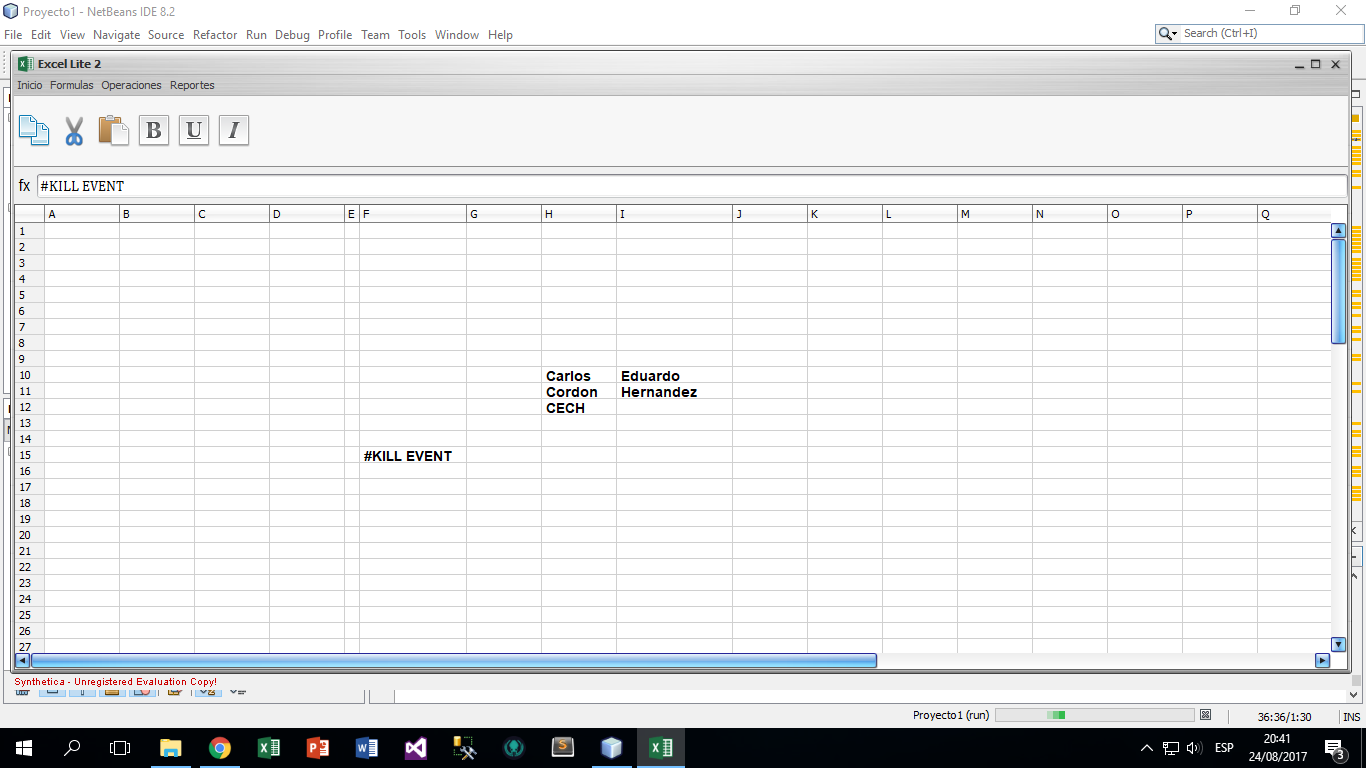 Proyecto1 - NetBeans IDE 8.2
File Edit View Navigate Source Refactor Run Debug Profile Team Tools Window Help
Search (Ctrl+I)
Excel Lite 2
Inicio Formulas Operaciones Reportes
B U I
fx #KILL EVENT
A B C D E F G H I J K L M N O P Q
1
2
3
4
5
6
7
8
9
10 Carlos Eduardo
11 Cordon Hernandez
12 CECH
13
14
15 #KILL EVENT
16
17
18
19
20
21
22
23
24
25
26
27
Synthetica - Unregistered Evaluation Copy!
Proyecto1 (run)
36:36/1:30 INS
ESP
20:41
24/08/2017
3